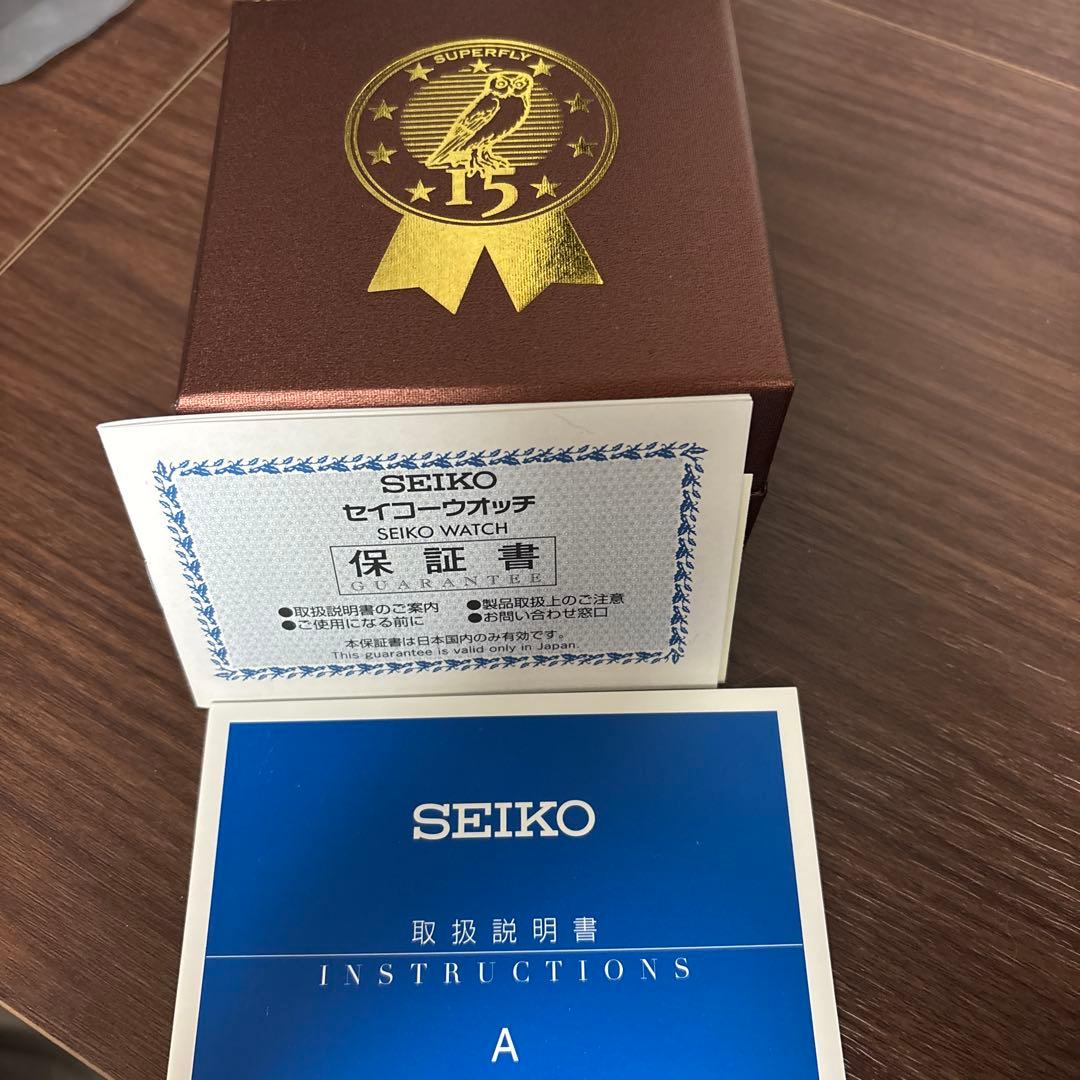 SUPERFLY
15
SEIKO
セイコーウオッチ
SEIKO WATCH
保証書
GUARANTEE
●取扱説明書のご案内 ●製品取扱上のご注意
●ご使用になる前に ●お問い合わせ窓口
本保証書は日本国内のみ有効です。
This guarantee is valid only in Japan.
SEIKO
取扱説明書
INSTRUCTIONS
A